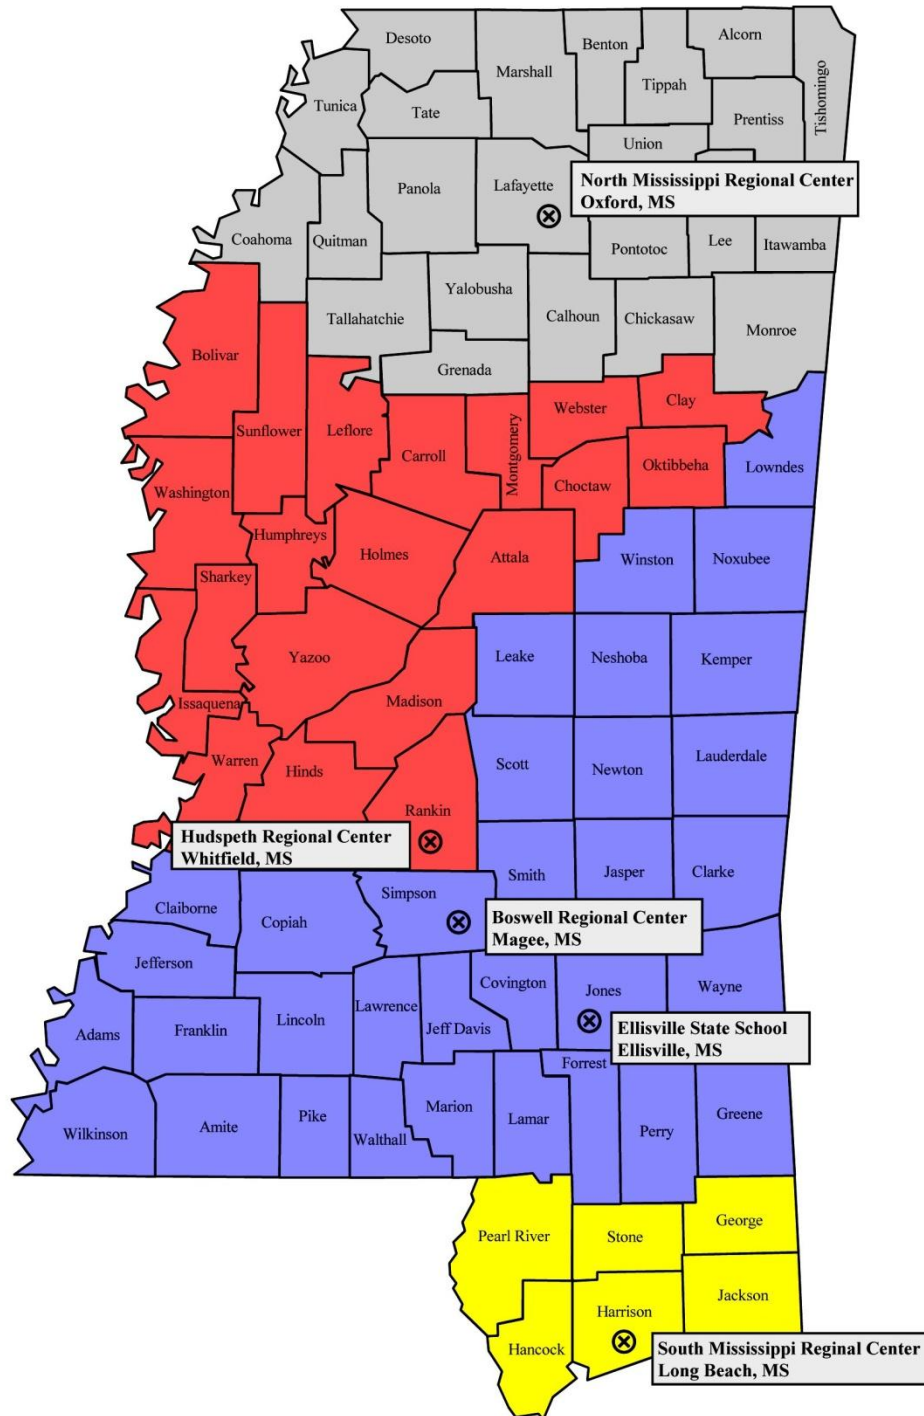 Desoto
Benton
Alcorn
Marshall
Tippah
Tishomingo
Tunica
Tate
Prentiss
Union
Panola
Lafayette
North Mississippi Regional Center
Oxford, MS
Coahoma
Quitman
Pontotoc
Lee
Itawamba
Yalobusha
Tallahatchie
Calhoun
Chickasaw
Monroe
Bolivar
Grenada
Webster
Clay
Sunflower
Leflore
Carroll
Montgomery
Oktibbeha
Lowndes
Washington
Choctaw
Humphreys
Holmes
Attala
Winston
Noxubee
Sharkey
Yazoo
Leake
Neshoba
Kemper
Issaquena
Madison
Warren
Hinds
Scott
Newton
Lauderdale
Rankin
Hudspeth Regional Center
Whitfield, MS
Smith
Jasper
Clarke
Claiborne
Copiah
Simpson
Boswell Regional Center
Magee, MS
Jefferson
Covington
Jones
Wayne
Adams
Franklin
Lincoln
Lawrence
Jeff Davis
Ellisville State School
Ellisville, MS
Forrest
Wilkinson
Amite
Pike
Walthall
Marion
Lamar
Perry
Greene
Pearl River
Stone
George
Harrison
Jackson
Hancock
South Mississippi Reginal Center
Long Beach, MS